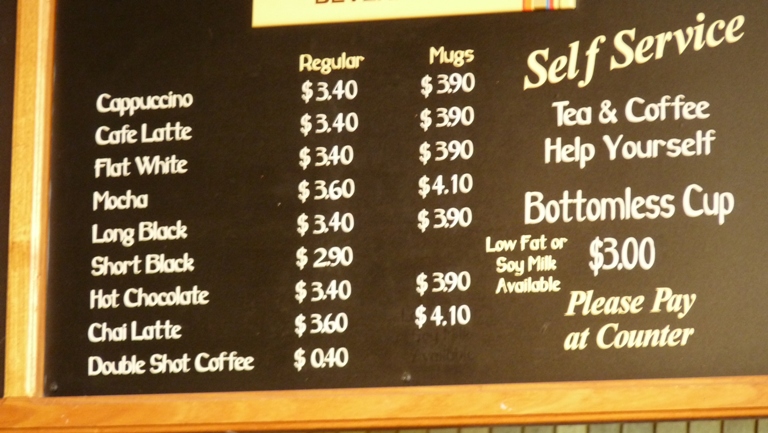 Regular Mugs
Cappuccino $3.40 $3.90
Cafe Latte $3.40 $3.90
Flat White $3.40 $3.90
Mocha $3.60 $4.10
Long Black $3.40 $3.90
Short Black $2.90
Hot Chocolate $3.40 $3.90
Chai Latte $3.60 $4.10
Double Shot Coffee $0.40
Self Service
Tea & Coffee
Help Yourself
Bottomless Cup
$3.00
Low Fat or
Soy Milk
Available
Please Pay
at Counter